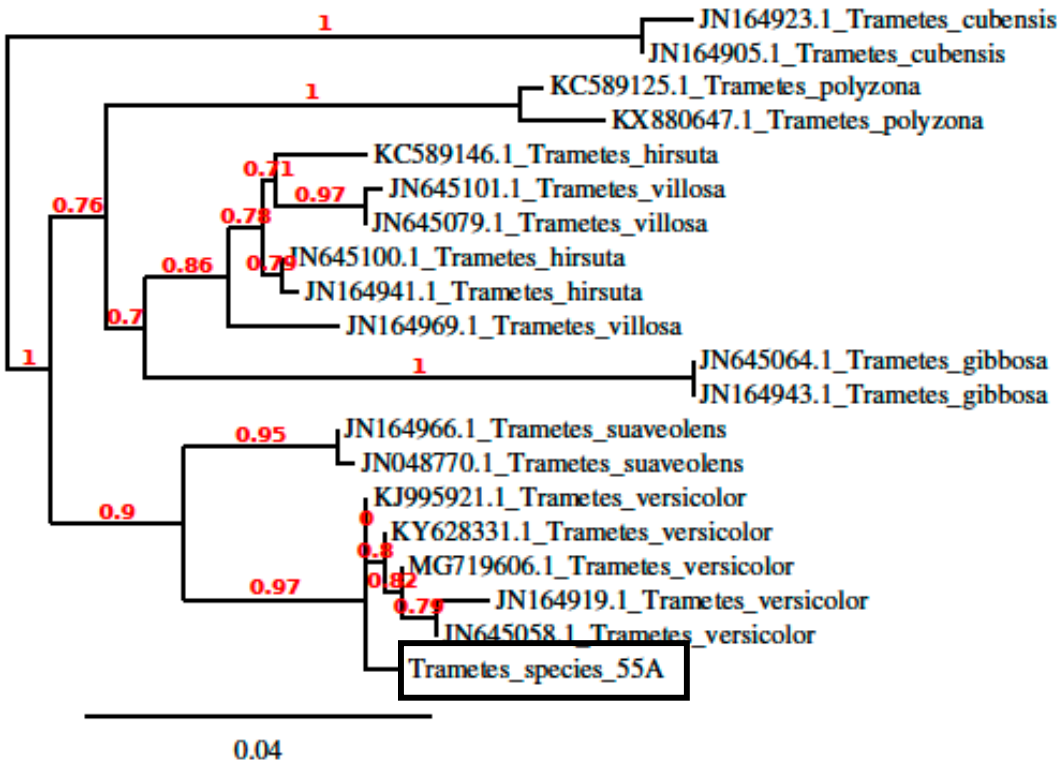 1
JN164923.1_Trametes_cubensis
JN164905.1_Trametes_cubensis
1
KC589125.1_Trametes_polyzona
KX880647.1_Trametes_polyzona
KC589146.1_Trametes_hirsuta
0.71
0.97
JN645101.1_Trametes_villosa
0.76
0.78
JN645079.1_Trametes_villosa
0.86
0.79
JN645100.1_Trametes_hirsuta
JN164941.1_Trametes_hirsuta
0.7
JN164969.1_Trametes_villosa
1
1
JN645064.1_Trametes_gibbosa
JN164943.1_Trametes_gibbosa
0.95
JN164966.1_Trametes_suaveolens
JN048770.1_Trametes_suaveolens
0.9
KJ995921.1_Trametes_versicolor
0
KY628331.1_Trametes_versicolor
0.8
MG719606.1_Trametes_versicolor
0.97
0.82
JN164919.1_Trametes_versicolor
0.79
JN645058.1_Trametes_versicolor
Trametes_species_55A
0.04